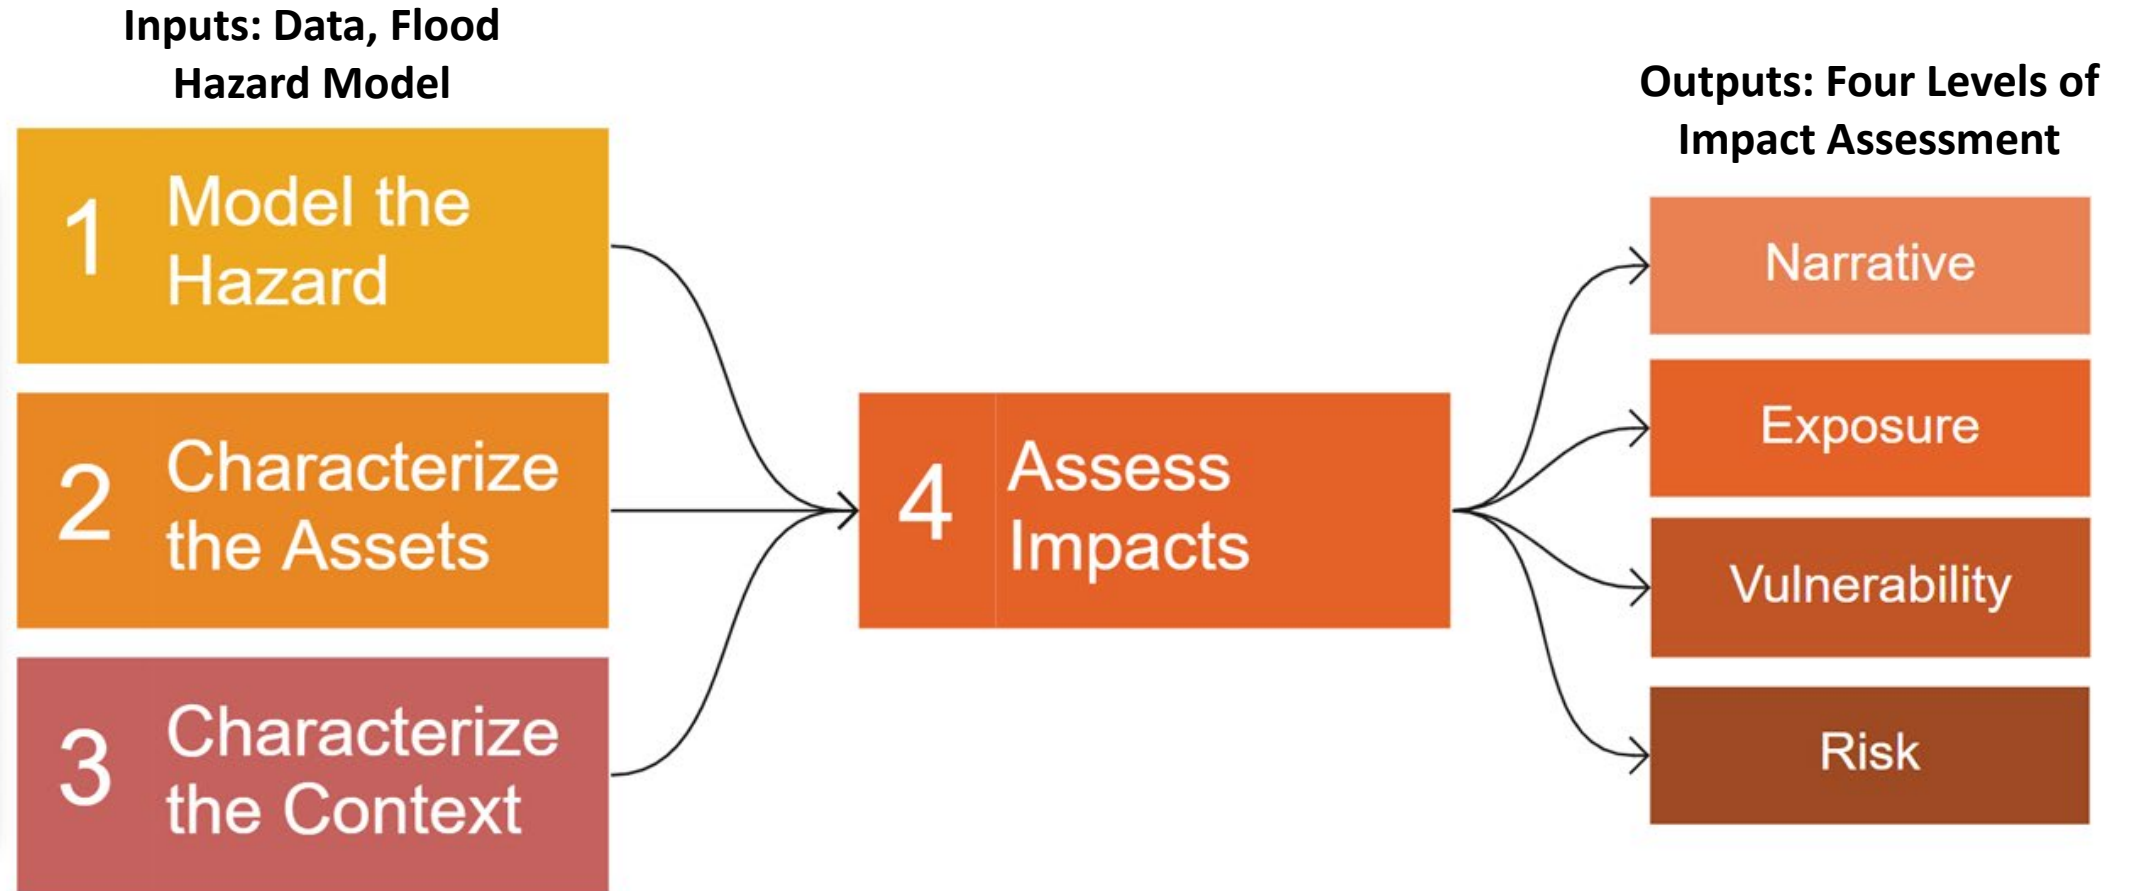 Inputs: Data, Flood
Hazard Model
1 Model the
Hazard
2 Characterize
the Assets
3 Characterize
the Context
4 Assess
Impacts
Outputs: Four Levels of
Impact Assessment
Narrative
Exposure
Vulnerability
Risk